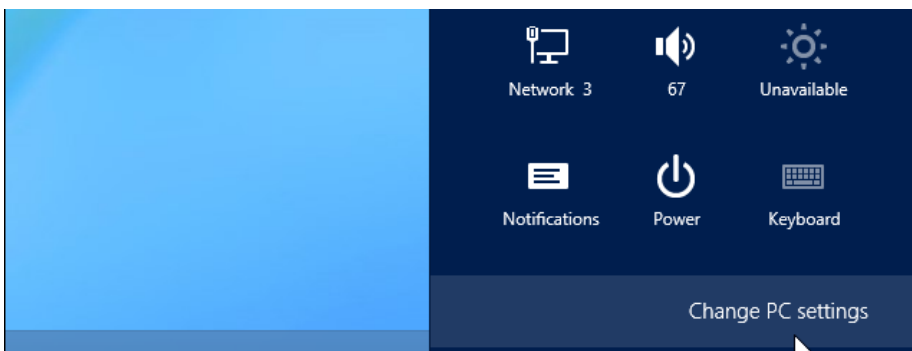 Network 3
67
Unavailable
Notifications
Power
Keyboard
Change PC settings